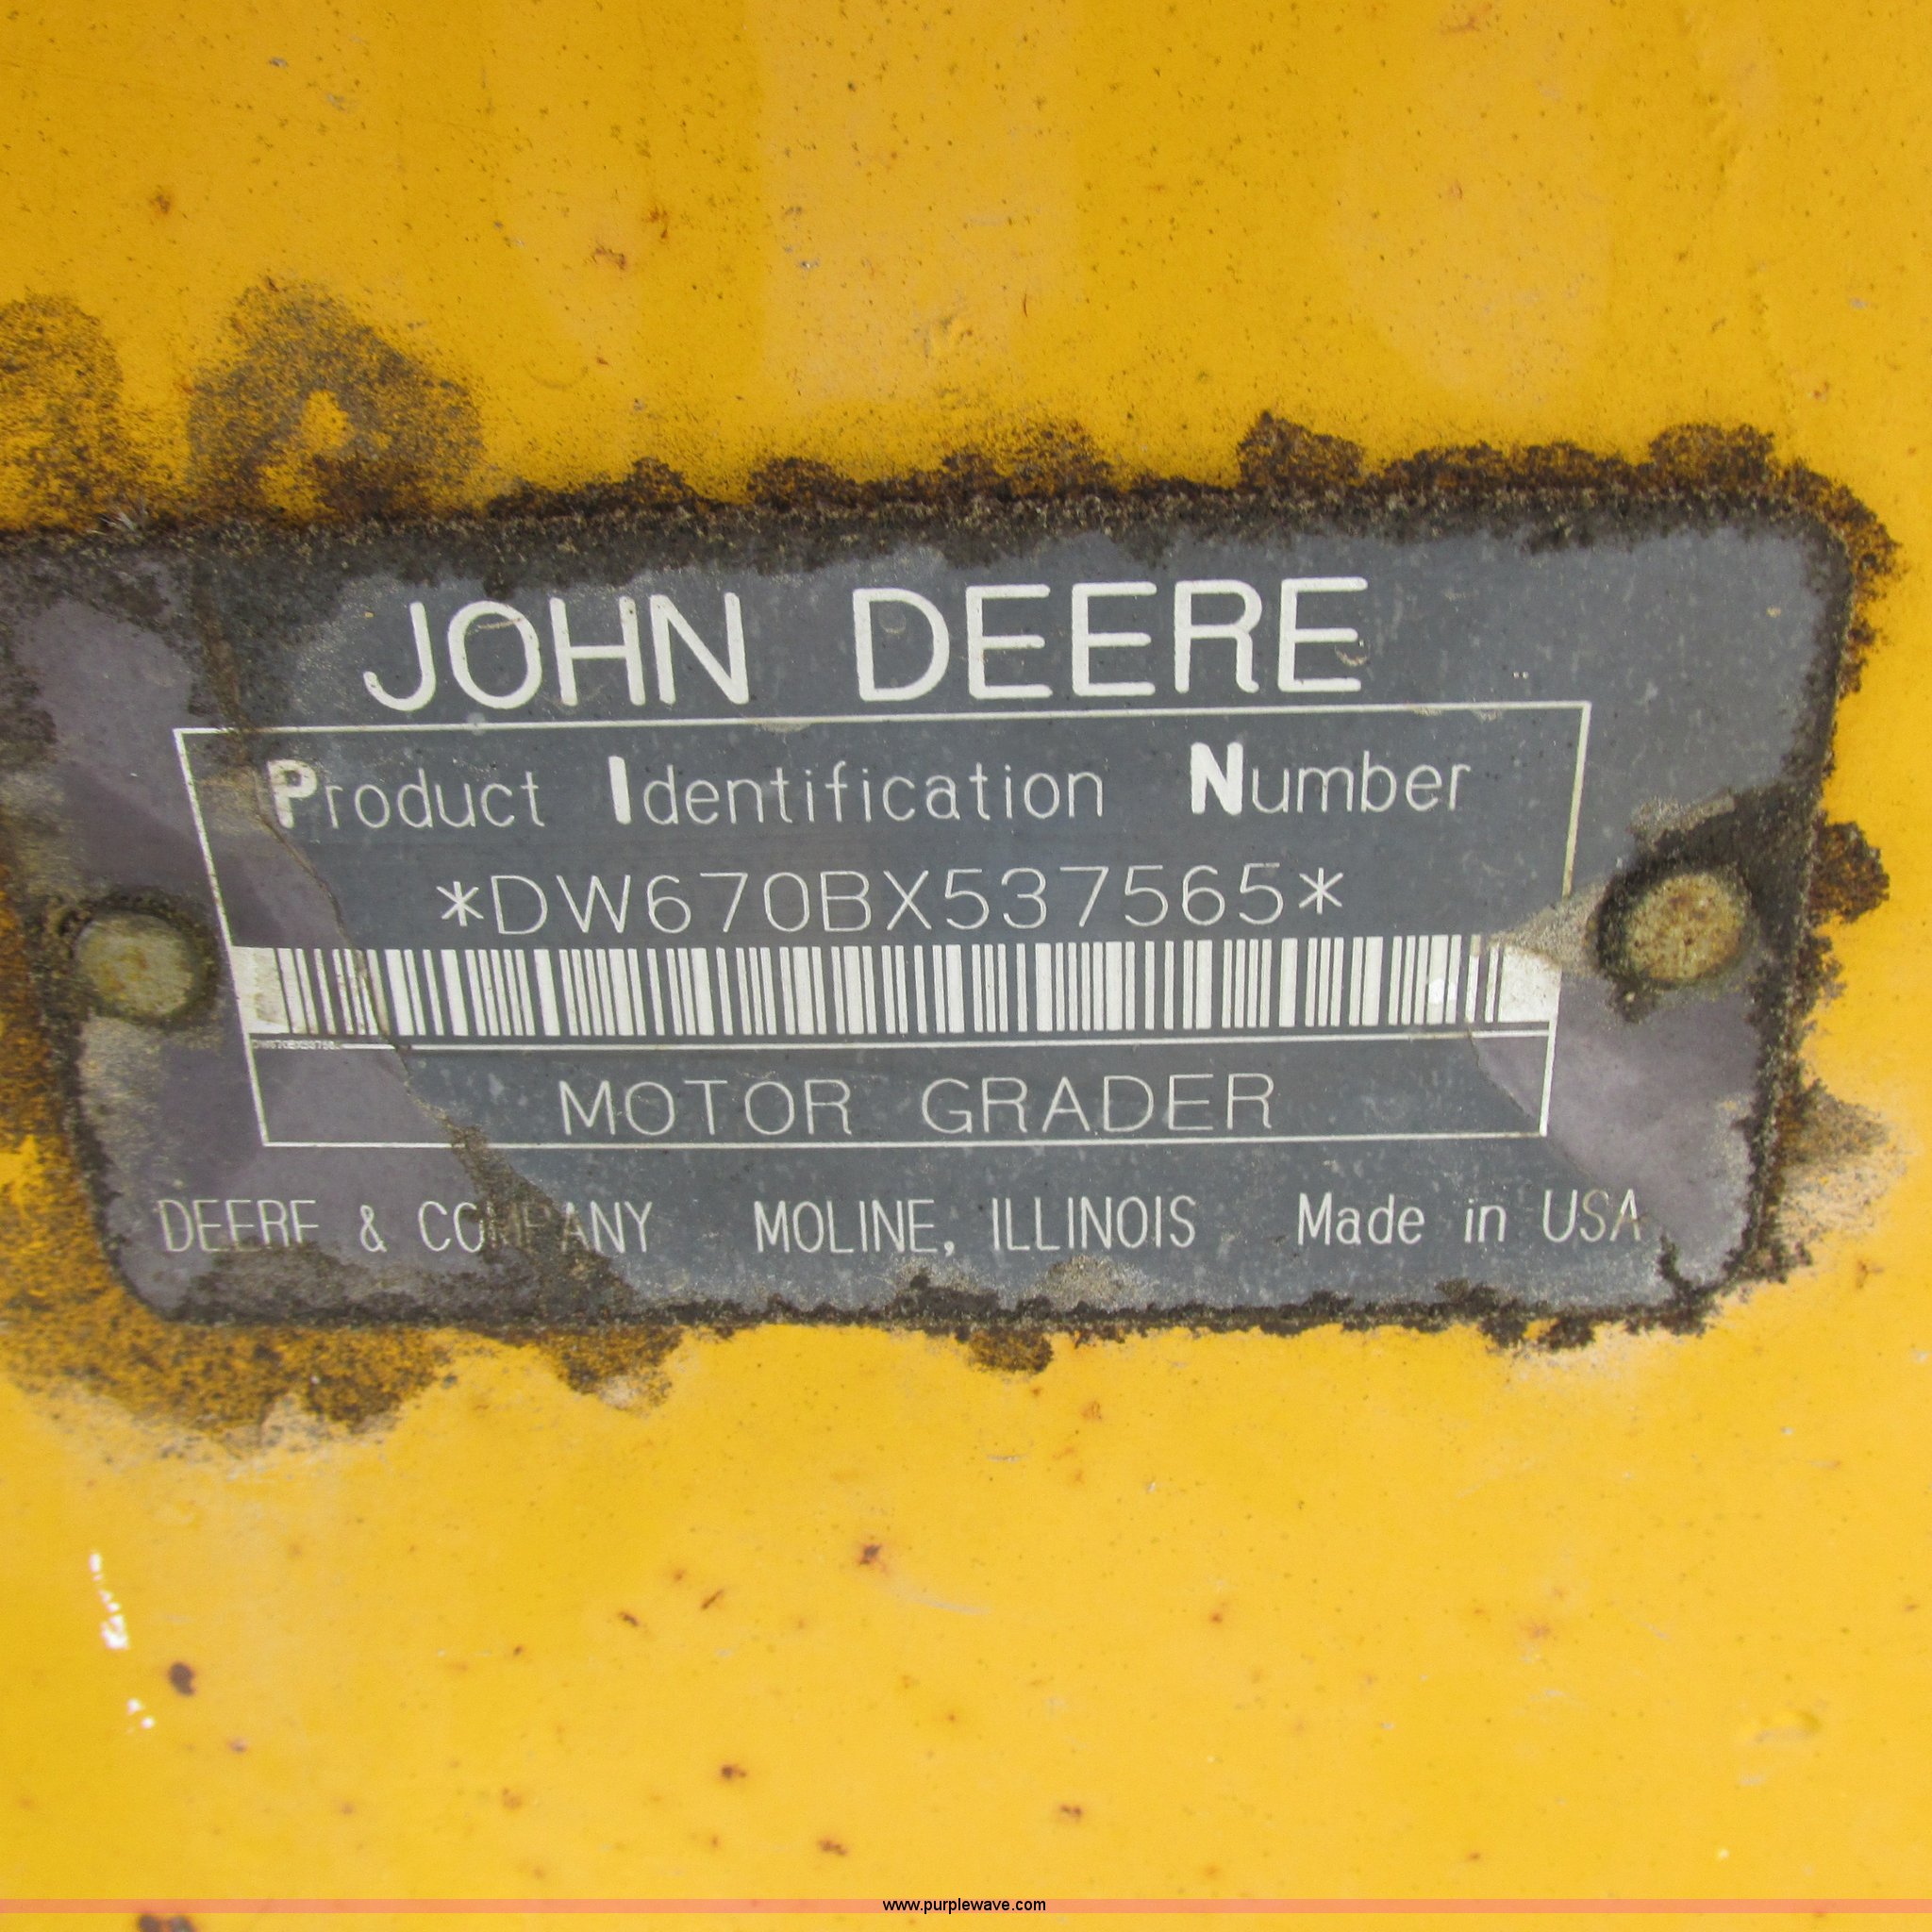 JOHN DEERE
Product Identification Number
*DW670BX537565*
MOTOR GRADER
DEERE & COMPANY MOLINE, ILLINOIS Made in USA
www.purplewave.com